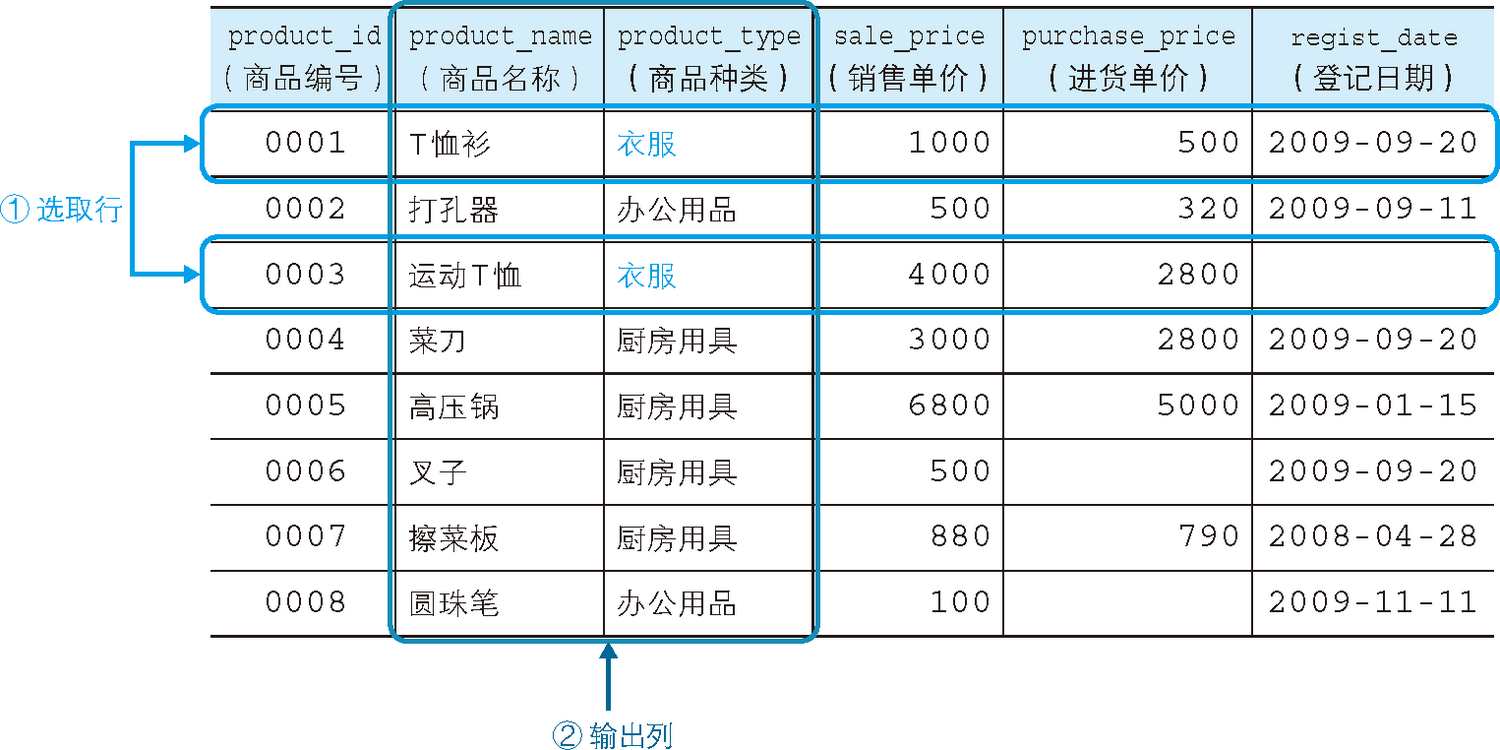 product_id product_name product_type sale_price purchase_price regist_date
（商品编号） （商品名称） （商品种类） （销售单价） （进货单价） （登记日期）
0001 T恤衫 衣服 1000 500 2009-09-20
① 选取行
0002 打孔器 办公用品 500 320 2009-09-11
0003 运动T恤 衣服 4000 2800
0004 菜刀 厨房用具 3000 2800 2009-09-20
0005 高压锅 厨房用具 6800 5000 2009-01-15
0006 叉子 厨房用具 500 2009-09-20
0007 擦菜板 厨房用具 880 790 2008-04-28
0008 圆珠笔 办公用品 100 2009-11-11
② 输出列